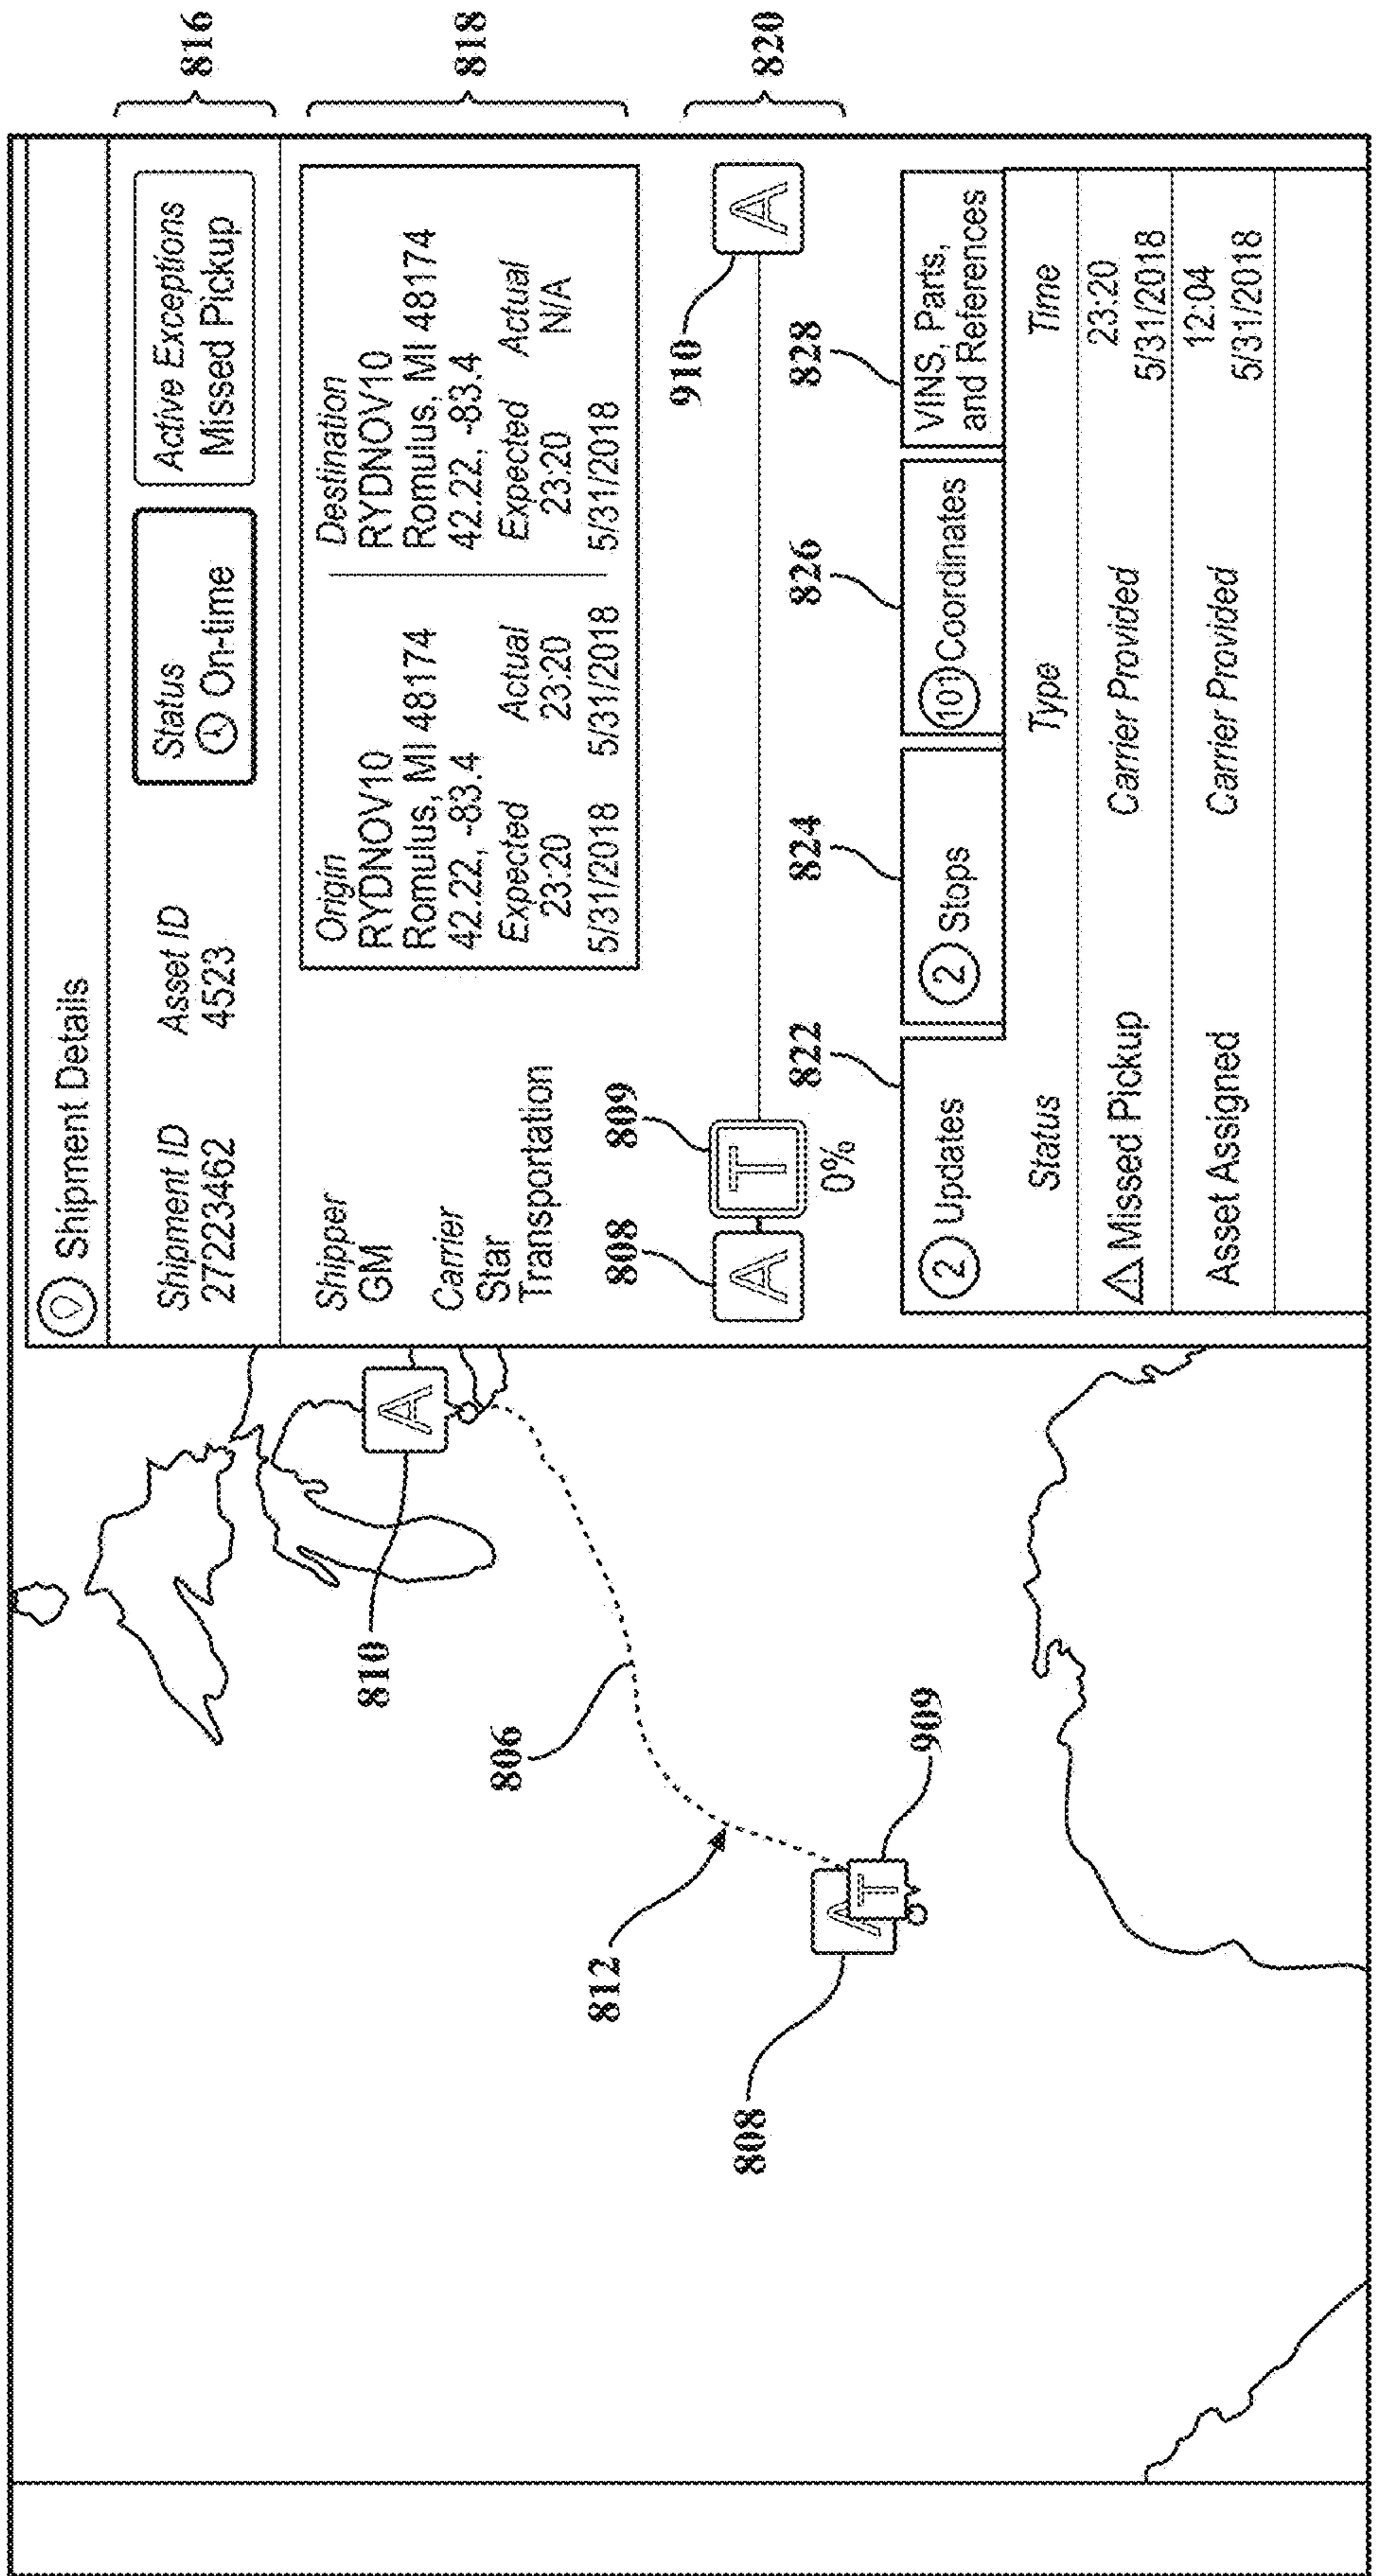 Shipment Details
Shipment ID
27223462
Asset ID
4523
Status
On-time
Active Exceptions
Missed Pickup
816
Shipper
GM
Carrier
Star
Transportation
Origin
RYDNOV10
Romulus, MI 48174
42.22, -83.4
Expected
23:20
5/31/2018
Actual
23:20
5/31/2018
Destination
RYDNOV10
Romulus, MI 48174
42.22, -83.4
Expected
23:20
5/31/2018
Actual
N/A
818
808
809
910
A
T
A
0%
820
822
824
826
828
2 Updates
2 Stops
101 Coordinates
VINS, Parts,
and References
Status Type Time
Missed Pickup Carrier Provided 23:20
5/31/2018
Asset Assigned Carrier Provided 12:04
5/31/2018
A
810
806
812
808
A
T
909